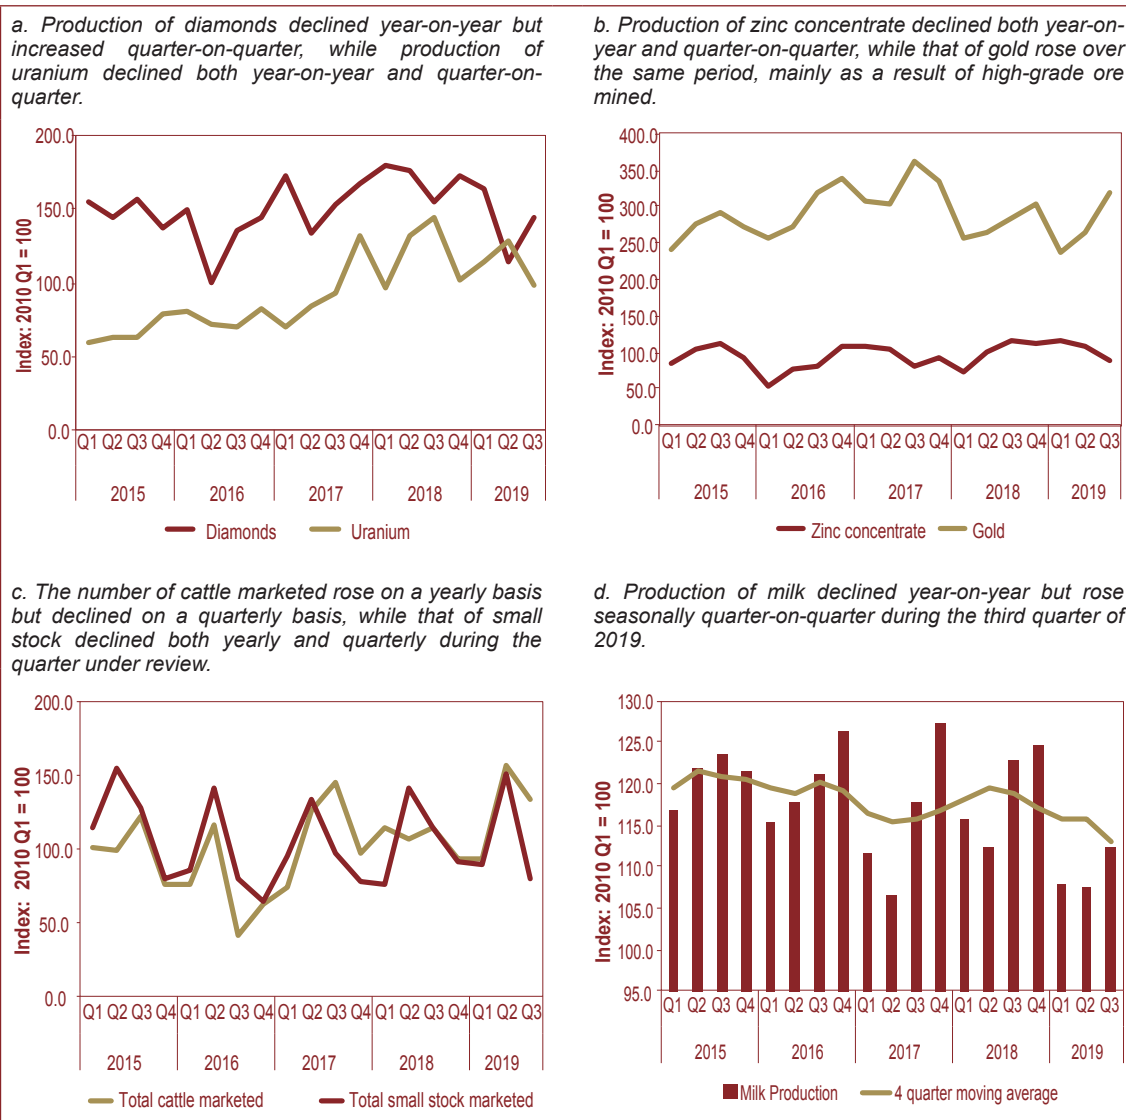 a. Production of diamonds declined year-on-year but
increased quarter-on-quarter, while production of
uranium declined both year-on-year and quarter-on-
quarter.
200.0
150.0
100.0
50.0
0.0
Index: 2010 Q1 = 100
Q1 Q2 Q3 Q4 Q1 Q2 Q3 Q4 Q1 Q2 Q3 Q4 Q1 Q2 Q3 Q4 Q1 Q2 Q3
2015 2016 2017 2018 2019
Diamonds Uranium
b. Production of zinc concentrate declined both year-on-
year and quarter-on-quarter, while that of gold rose over
the same period, mainly as a result of high-grade ore
mined.
400.0
350.0
300.0
250.0
200.0
150.0
100.0
50.0
0.0
Index: 2010 Q1 = 100
Q1 Q2 Q3 Q4 Q1 Q2 Q3 Q4 Q1 Q2 Q3 Q4 Q1 Q2 Q3 Q4 Q1 Q2 Q3
2015 2016 2017 2018 2019
Zinc concentrate Gold
c. The number of cattle marketed rose on a yearly basis
but declined on a quarterly basis, while that of small
stock declined both yearly and quarterly during the
quarter under review.
200.0
150.0
100.0
50.0
0.0
Index: 2010 Q1 = 100
Q1 Q2 Q3 Q4 Q1 Q2 Q3 Q4 Q1 Q2 Q3 Q4 Q1 Q2 Q3 Q4 Q1 Q2 Q3
2015 2016 2017 2018 2019
Total cattle marketed Total small stock marketed
d. Production of milk declined year-on-year but rose
seasonally quarter-on-quarter during the third quarter of
2019.
130.0
125.0
120.0
115.0
110.0
105.0
100.0
95.0
Index: 2010 Q1 = 100
Q1 Q2 Q3 Q4 Q1 Q2 Q3 Q4 Q1 Q2 Q3 Q4 Q1 Q2 Q3 Q4 Q1 Q2 Q3
2015 2016 2017 2018 2019
Milk Production 4 quarter moving average